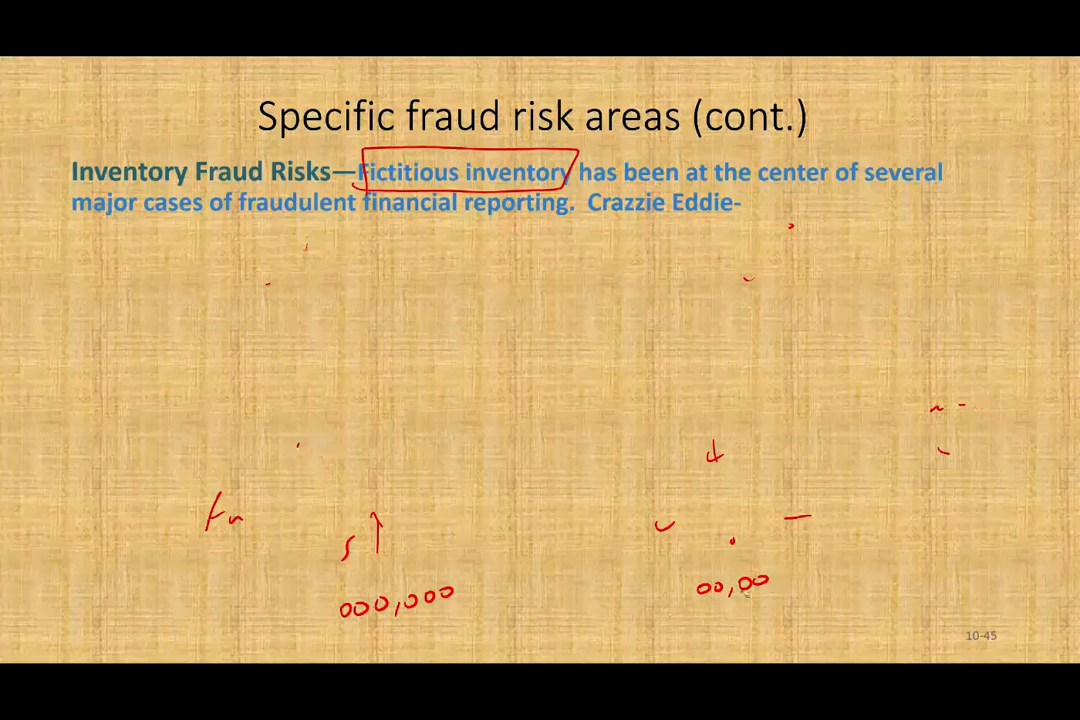 Specific fraud risk areas (cont.)
Inventory Fraud Risks—Fictitious inventory has been at the center of several
major cases of fraudulent financial reporting. Crazzie Eddie-
000,000
00,00
10-45